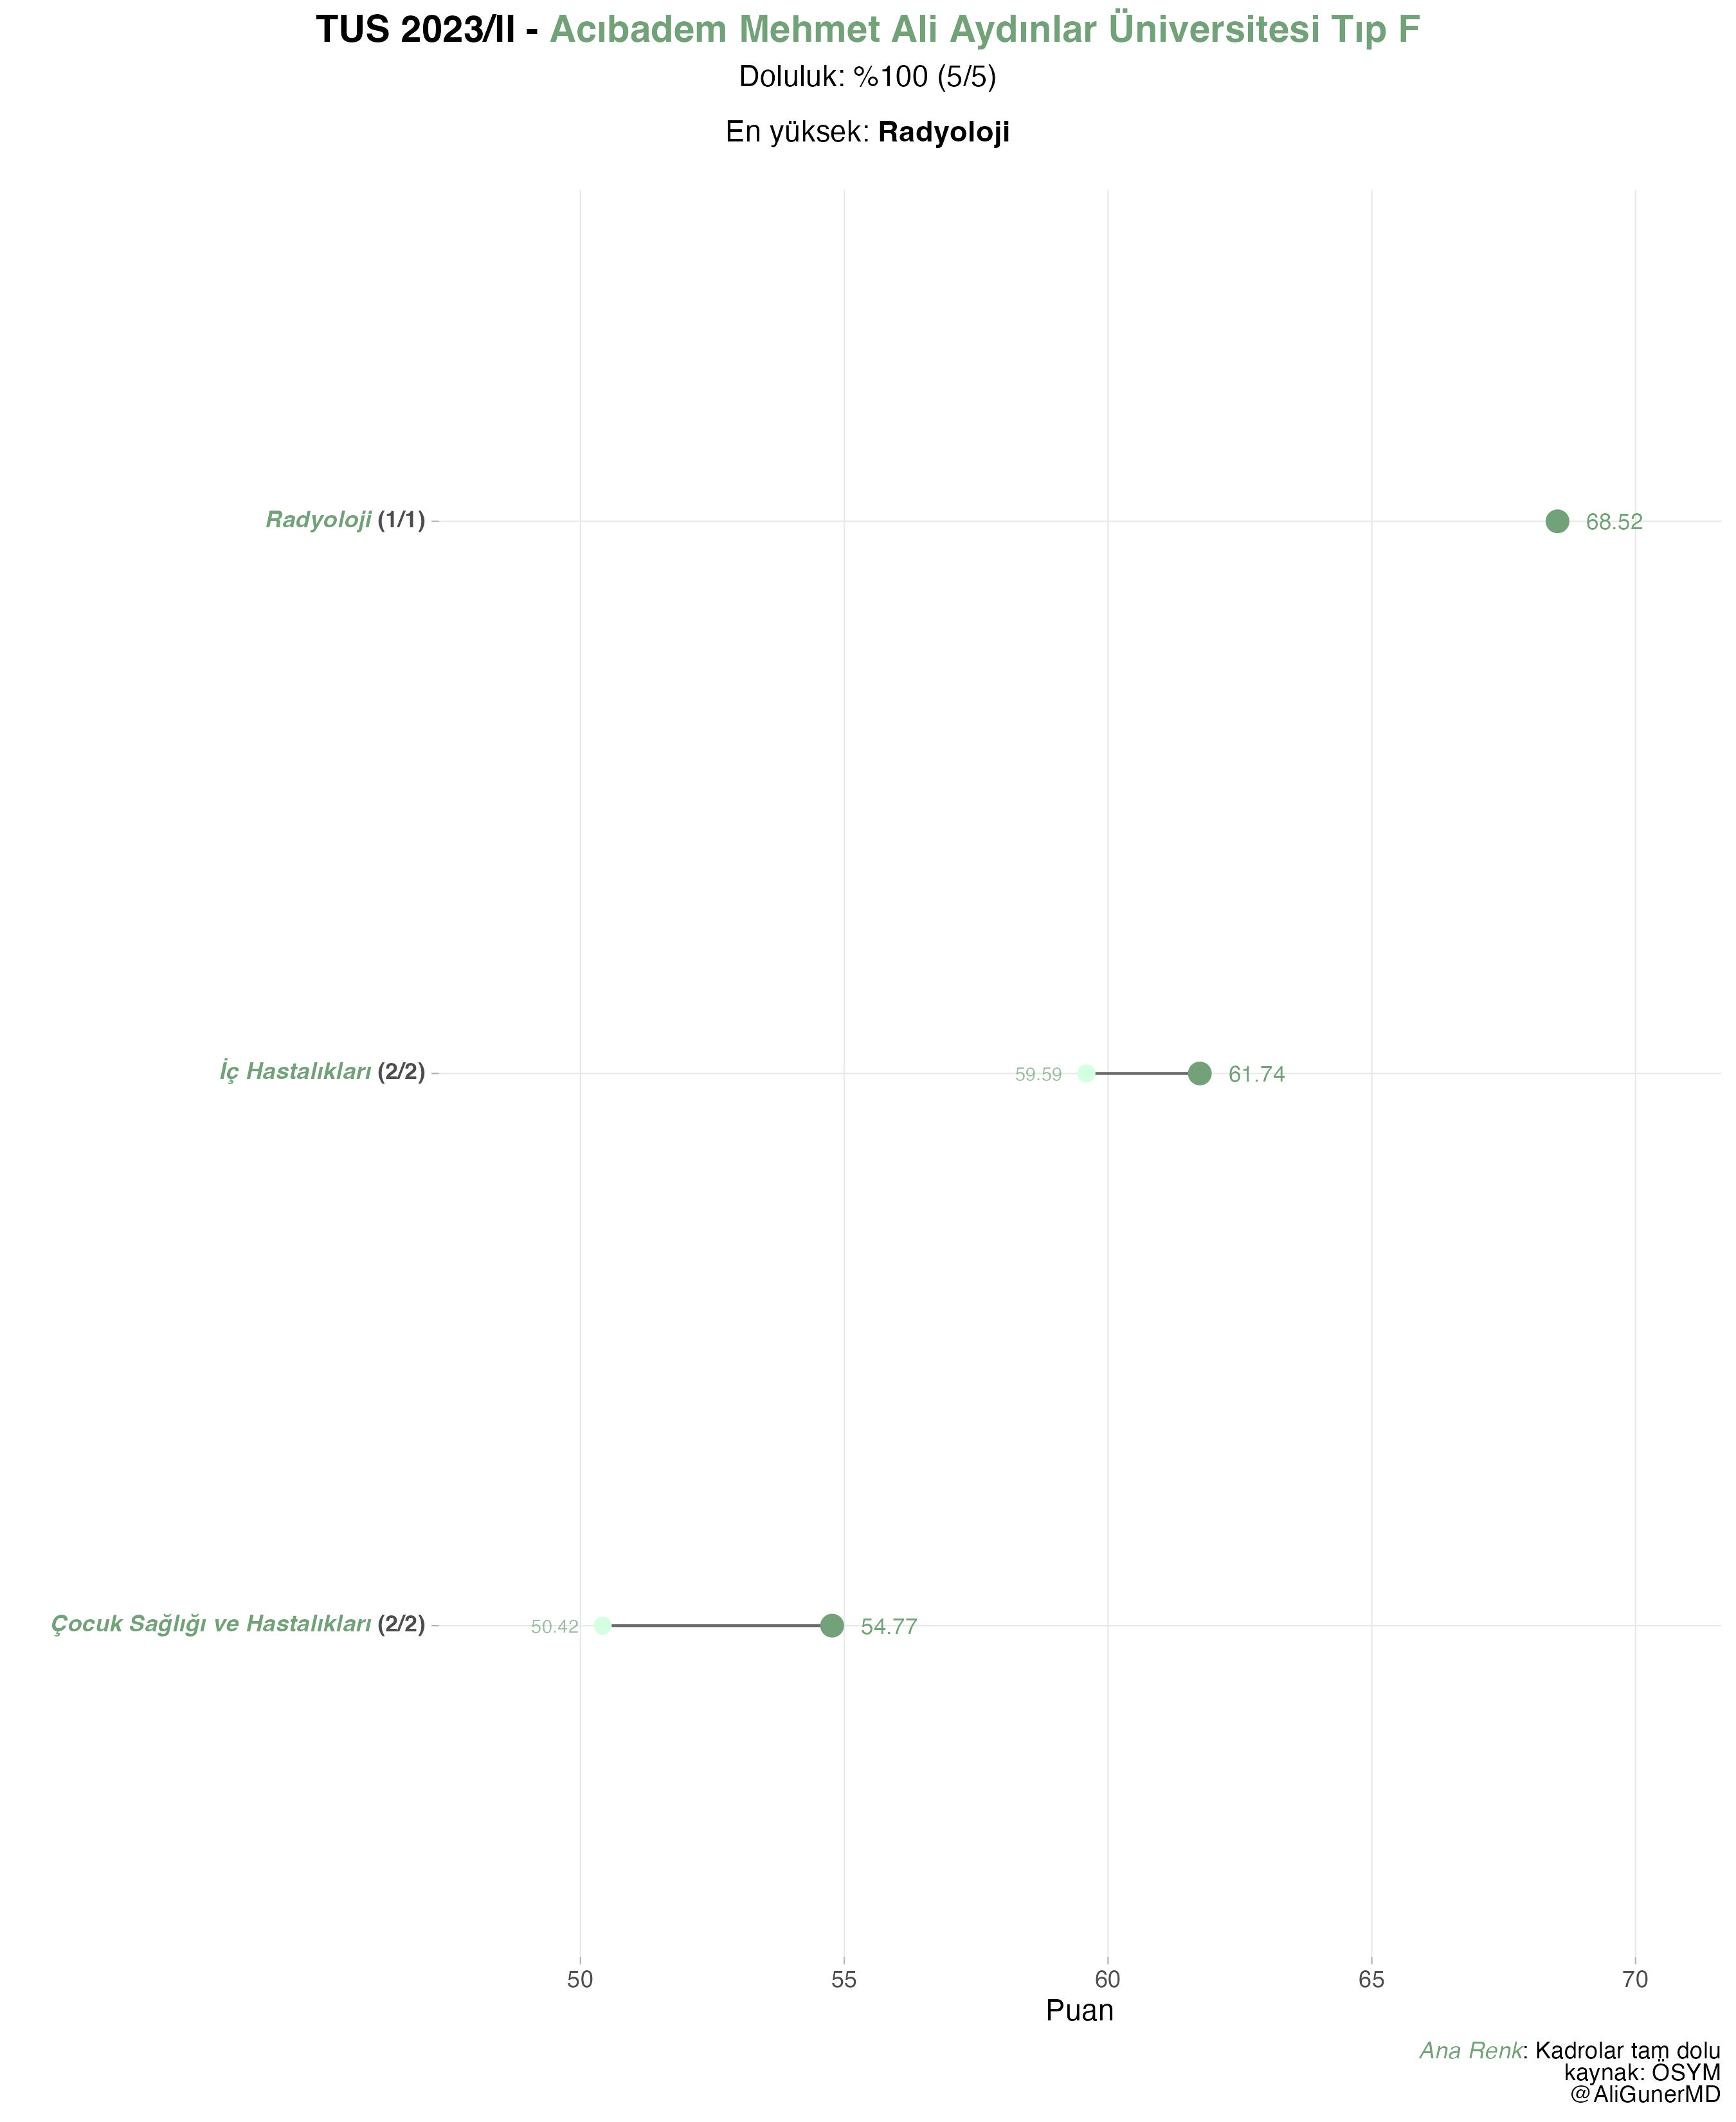 TUS 2023/II - Acıbadem Mehmet Ali Aydınlar Üniversitesi Tıp F
Doluluk: %100 (5/5)
En yüksek: Radyoloji
Radyoloji (1/1)
68.52
İç Hastalıkları (2/2)
59.59
61.74
Çocuk Sağlığı ve Hastalıkları (2/2)
50.42
54.77
50
55
60
65
70
Puan
Ana Renk: Kadrolar tam dolu
kaynak: ÖSYM
@AliGunerMD